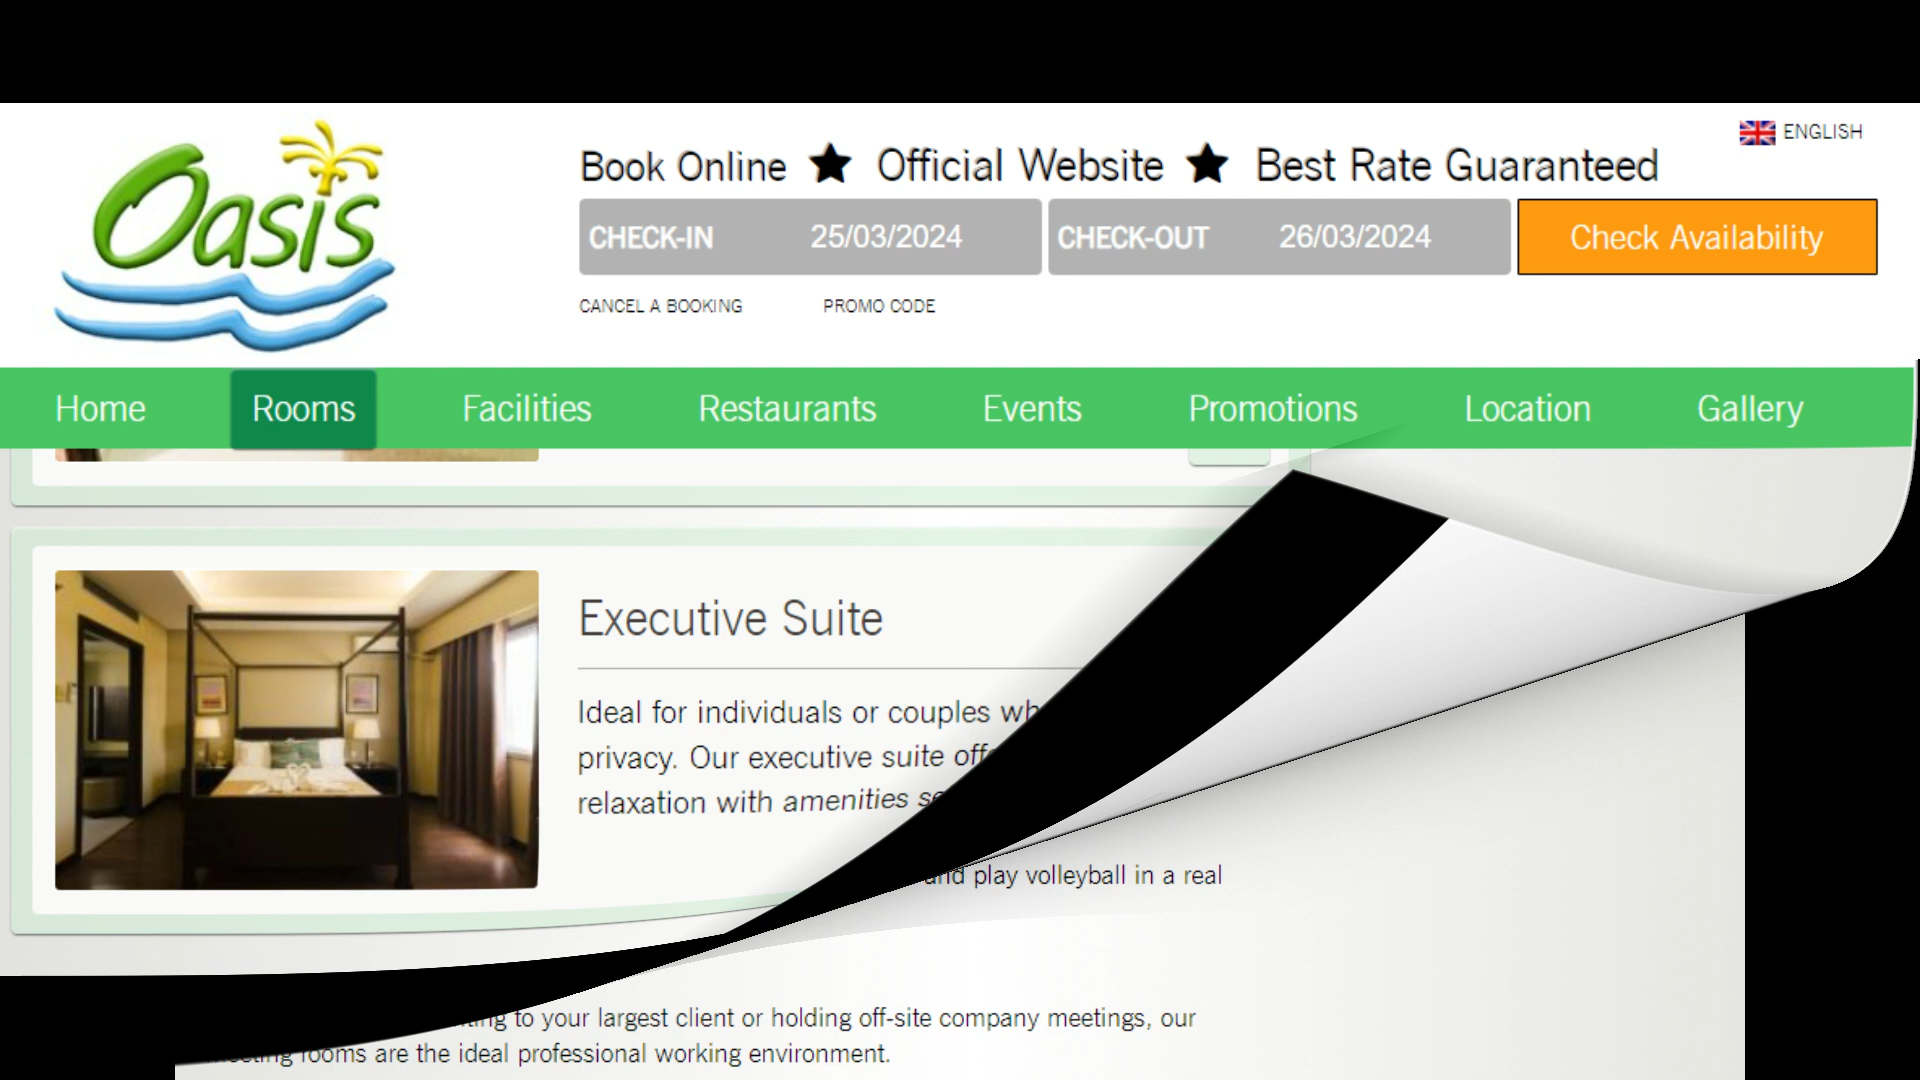 Oasis
ENGLISH
Book Online ★ Official Website ★ Best Rate Guaranteed
CHECK-IN 25/03/2024 CHECK-OUT 26/03/2024 Check Availability
CANCEL A BOOKING PROMO CODE
Home Rooms Facilities Restaurants Events Promotions Location Gallery
Executive Suite
Ideal for individuals or couples
privacy. Our executive suite
relaxation with amenities
and play volleyball in a real
to your largest client or holding off-site company meetings, our
rooms are the ideal professional working environment.